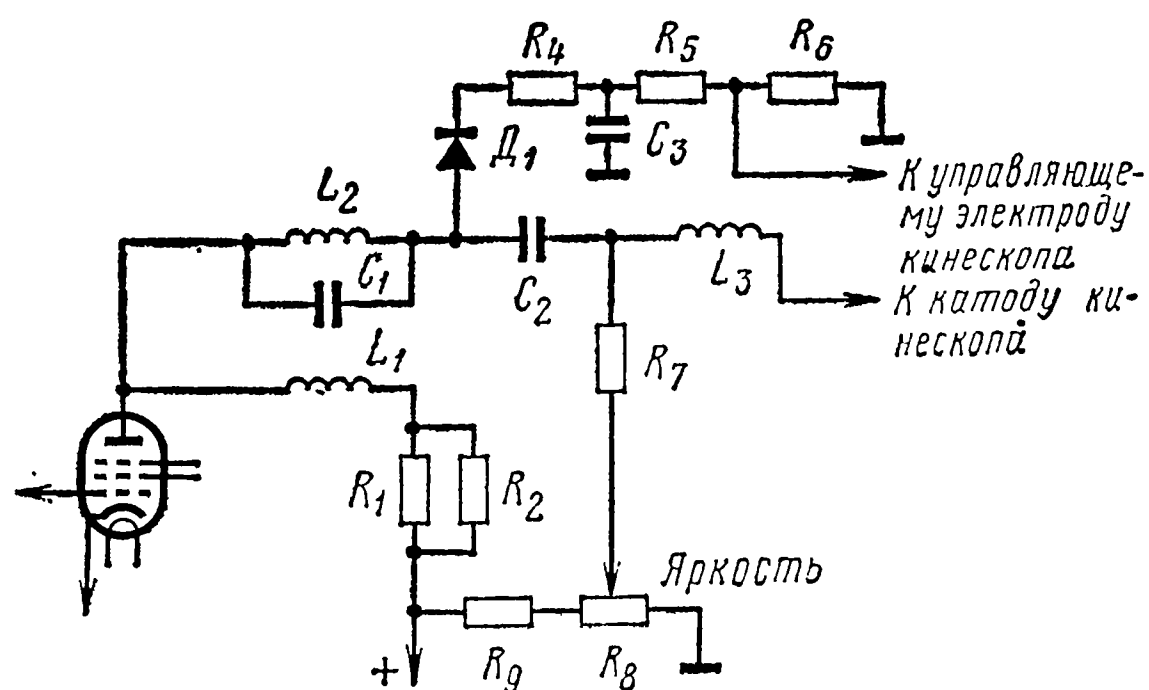 R4
R5
R6
Д1
C3
К управляюще-
му электроду
кинескопа
К катоду ки-
нескопа
L2
C1
C2
L3
L1
R7
R1
R2
Яркость
+
R9
R8